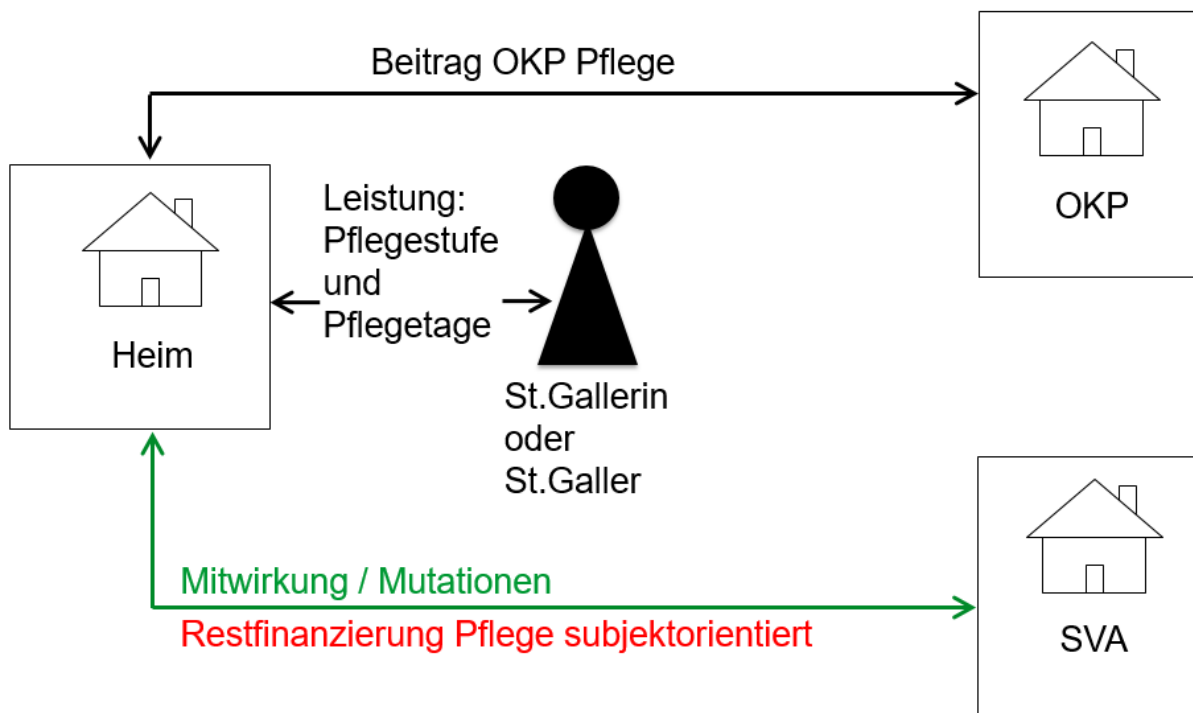 Beitrag OKP Pflege
OKP
Leistung:
Pflegestufe
und
Pflegetage
Heim
St.Gallerin
oder
St.Galler
Mitwirkung / Mutationen
Restfinanzierung Pflege subjektorientiert
SVA